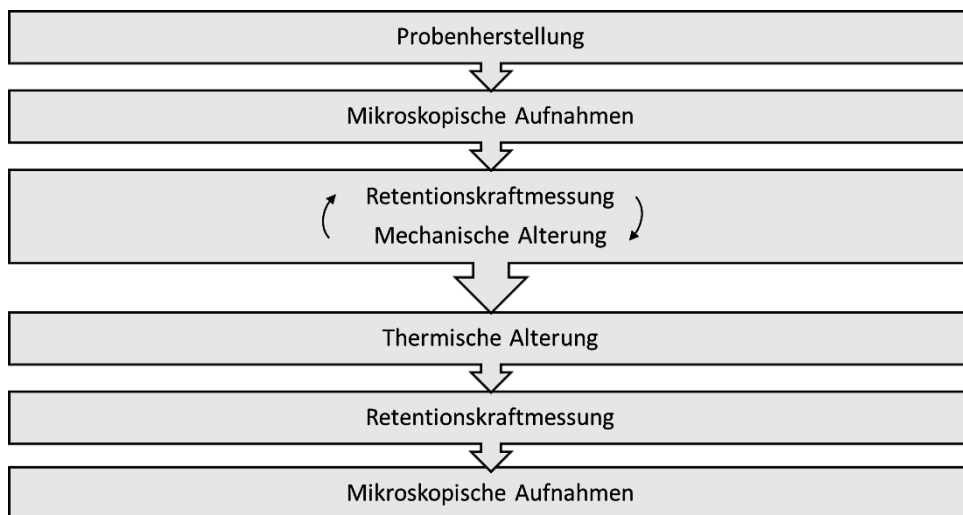 Probenherstellung
Mikroskopische Aufnahmen
Retentionskraftmessung
Mechanische Alterung
Thermische Alterung
Retentionskraftmessung
Mikroskopische Aufnahmen